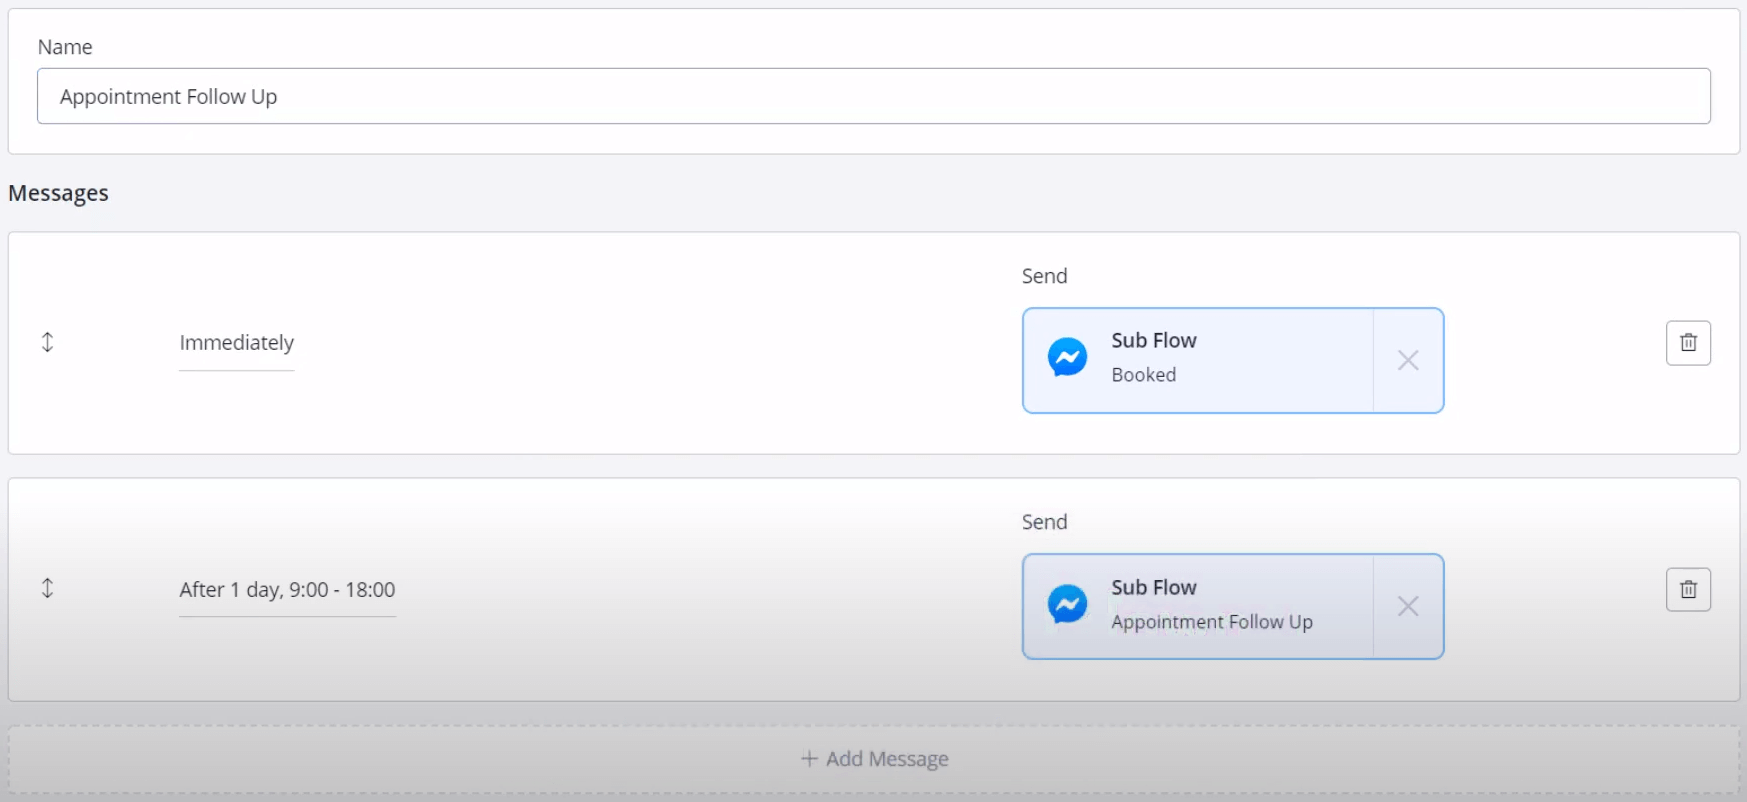 Name
Appointment Follow Up
Messages
Send
Immediately
Sub Flow
Booked
Send
After 1 day, 9:00 - 18:00
Sub Flow
Appointment Follow Up
+ Add Message